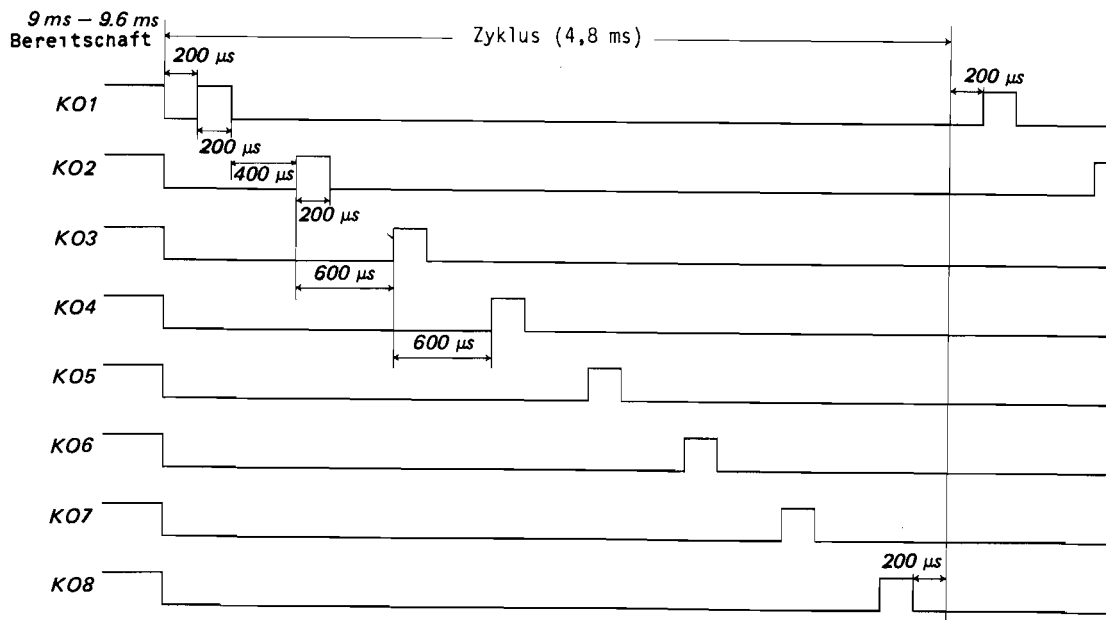 9 ms – 9.6 ms
Bereitschaft
Zyklus (4,8 ms)
200 µs
200 µs
KO1
200 µs
400 µs
KO2
200 µs
KO3
600 µs
KO4
600 µs
KO5
KO6
KO7
200 µs
KO8